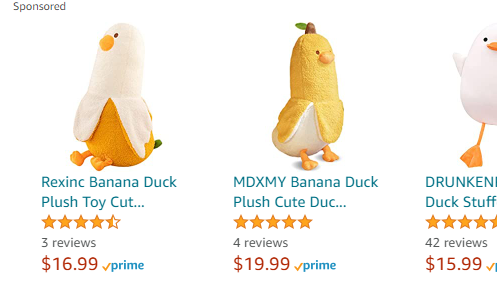 Sponsored
Rexinc Banana Duck
Plush Toy Cut...
3 reviews
$16.99 prime
MDXMY Banana Duck
Plush Cute Duc...
4 reviews
$19.99 prime
DRUNKEN
Duck Stuff
42 reviews
$15.99